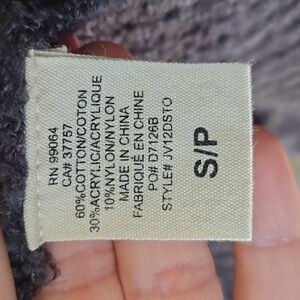 RN 99064
CA# 37757
60%COTTON/COTON
30%ACRYLIC/ACRYLIQUE
10%NYLON/NYLON
MADE IN CHINA
FABRIQUÉ EN CHINE
PO# D7126B
STYLE# JV12DSTO
S/P